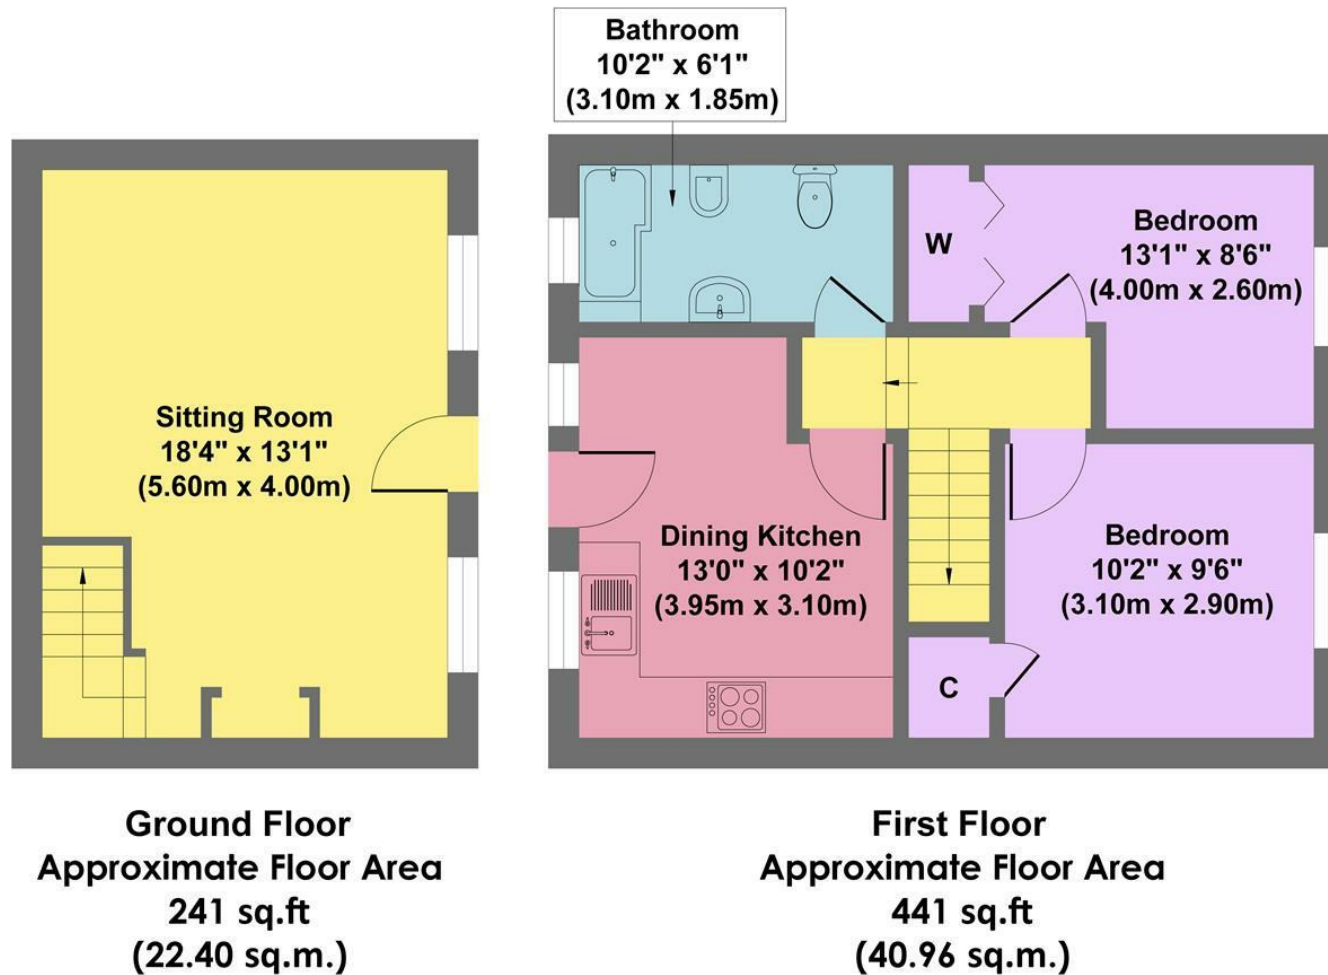 Bathroom
10'2" x 6'1"
(3.10m x 1.85m)
Sitting Room
18'4" x 13'1"
(5.60m x 4.00m)
W
Bedroom
13'1" x 8'6"
(4.00m x 2.60m)
Dining Kitchen
13'0" x 10'2"
(3.95m x 3.10m)
Bedroom
10'2" x 9'6"
(3.10m x 2.90m)
C
Ground Floor
Approximate Floor Area
241 sq.ft
(22.40 sq.m.)
First Floor
Approximate Floor Area
441 sq.ft
(40.96 sq.m.)